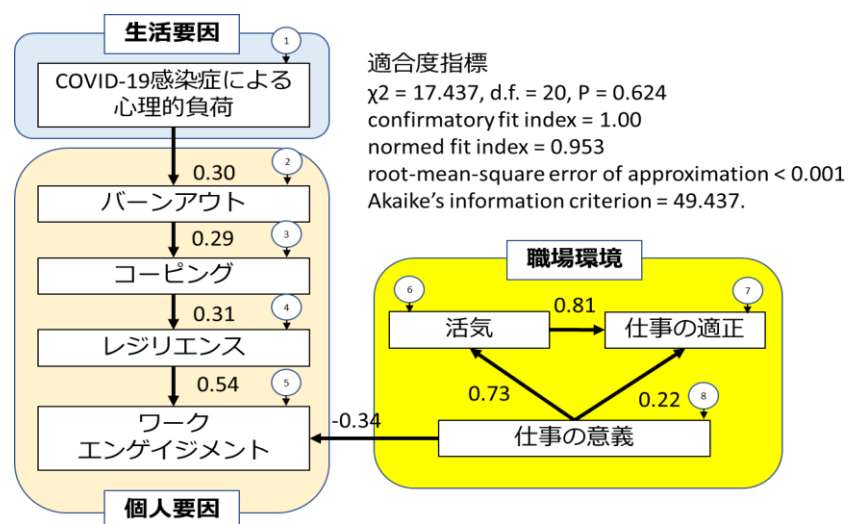 生活要因
1
COVID-19感染症による
心理的負荷
適合度指標
χ2 = 17.437, d.f. = 20, P = 0.624
confirmatory fit index = 1.00
normed fit index = 0.953
root-mean-square error of approximation < 0.001
Akaike's information criterion = 49.437.
0.30
2
バーンアウト
0.29
3
コーピング
0.31
4
レジリエンス
0.54
5
ワーク
エンゲイジメント
個人要因
職場環境
6
活気
0.81
7
仕事の適正
0.73
0.22
8
-0.34
仕事の意義